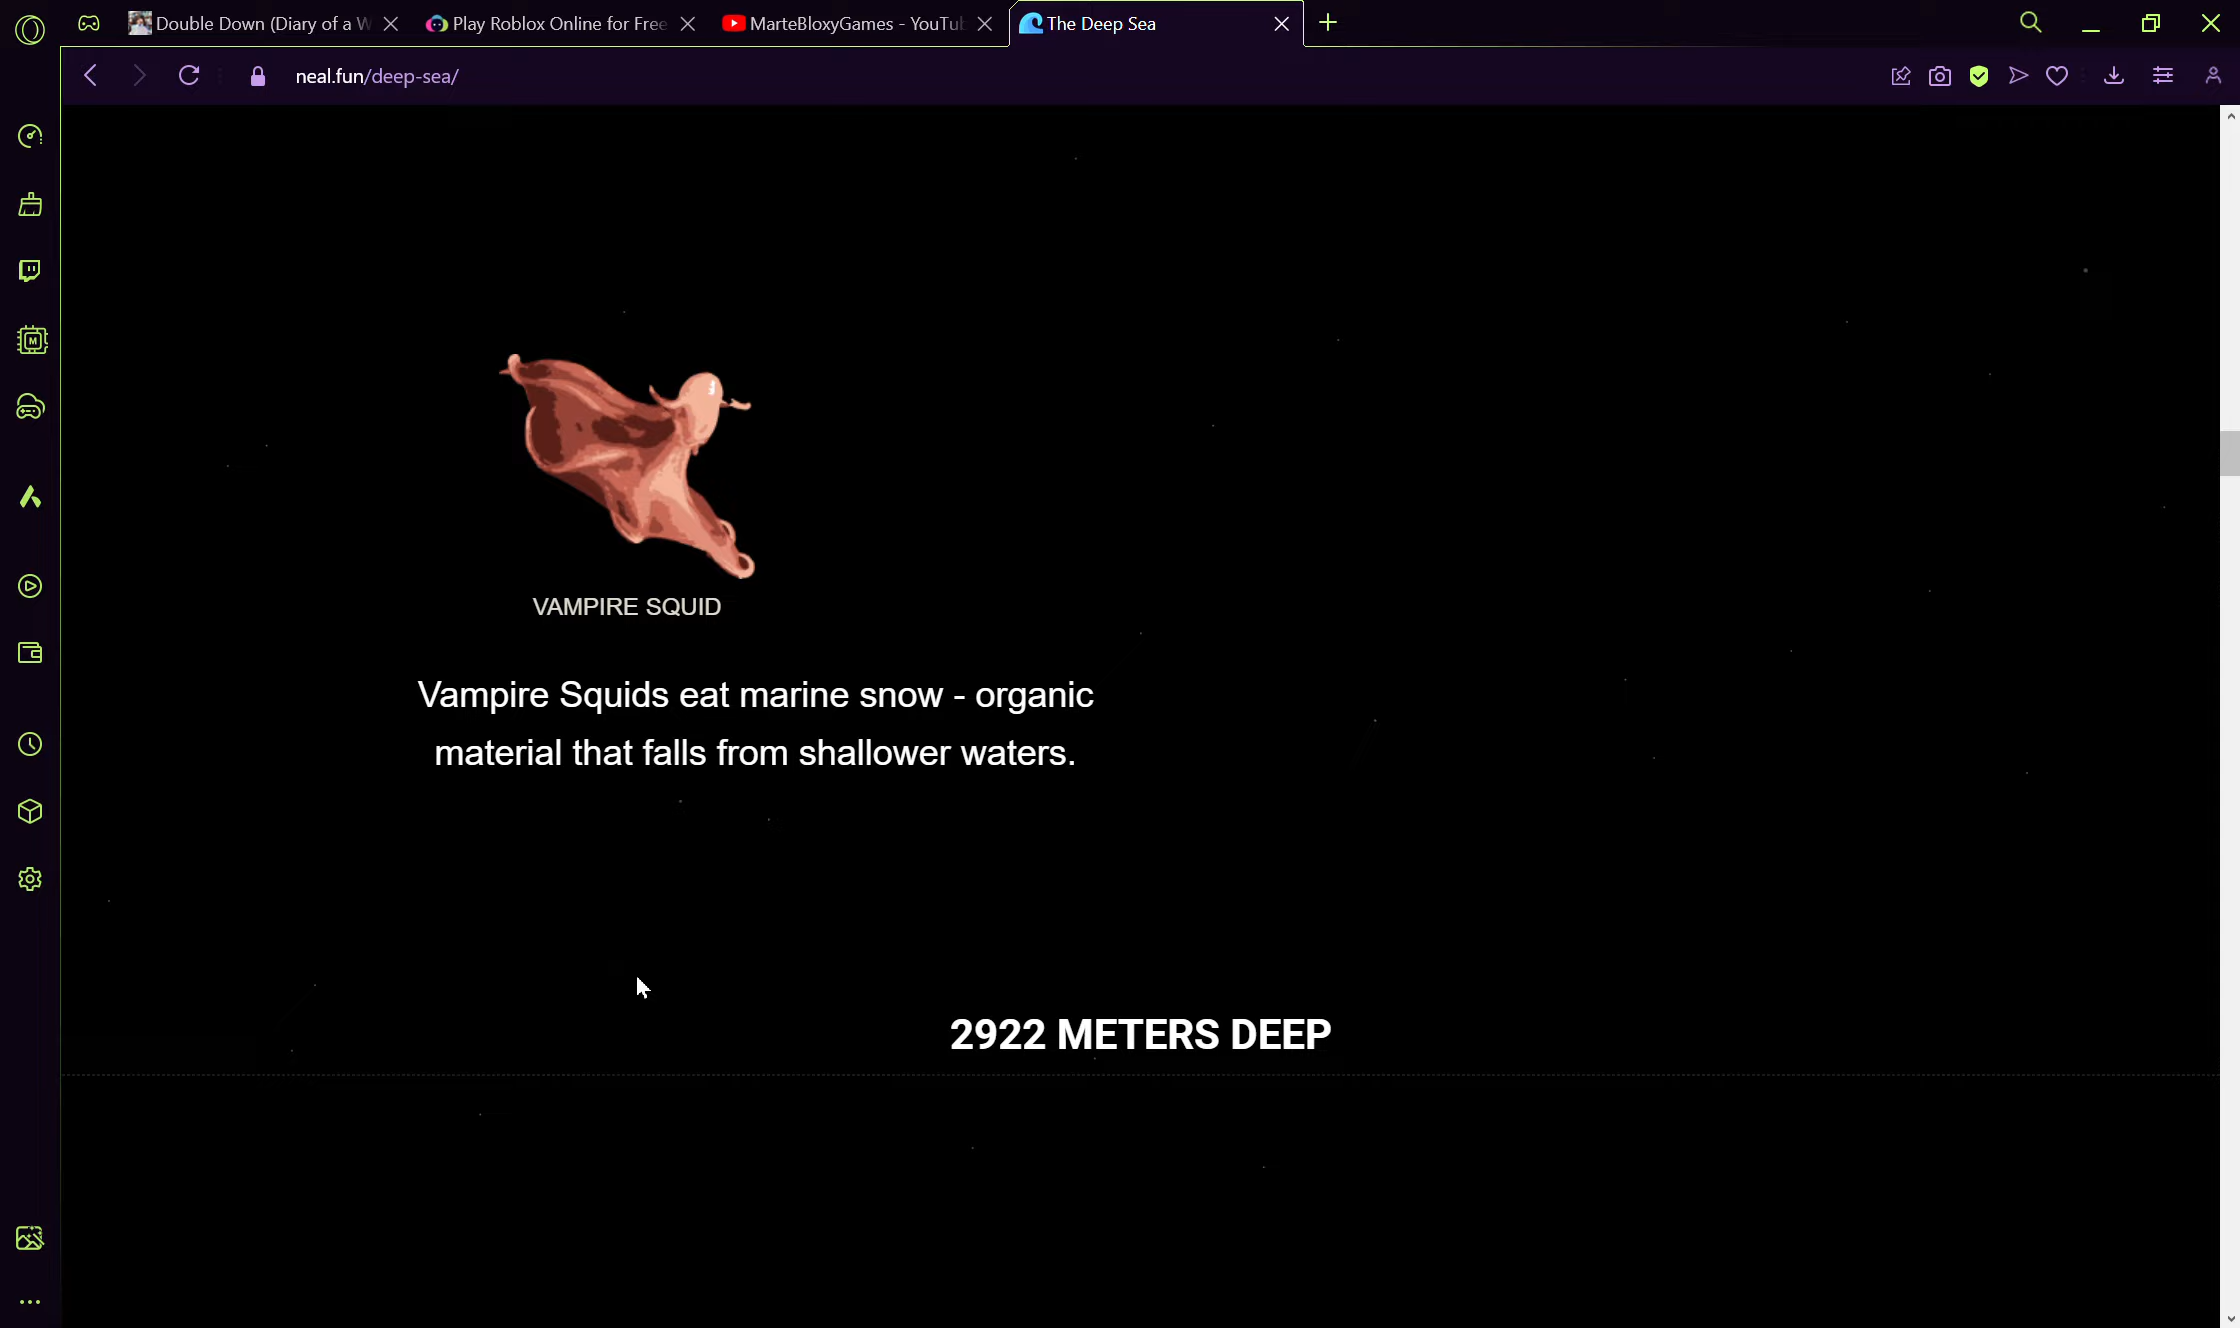 Double Down (Diary of a W
Play Roblox Online for Free
MarteBloxyGames - YouTub
The Deep Sea
neal.fun/deep-sea/
M
VAMPIRE SQUID
Vampire Squids eat marine snow - organic
material that falls from shallower waters.
2922 METERS DEEP